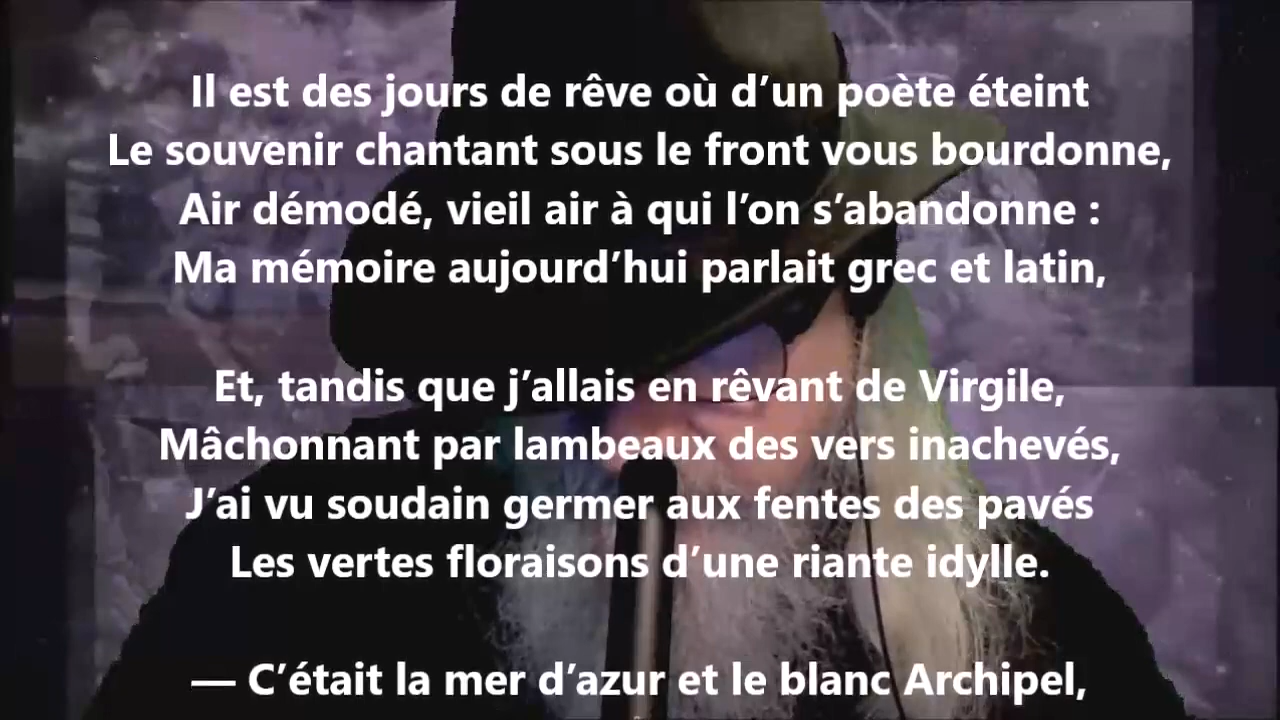 Il est des jours de rêve où d’un poète éteint
Le souvenir chantant sous le front vous bourdonne,
Air démodé, vieil air à qui l’on s’abandonne :
Ma mémoire aujourd’hui parlait grec et latin,
Et, tandis que j’allais en rêvant de Virgile,
Mâchonnant par lambeaux des vers inachevés,
J’ai vu soudain germer aux fentes des pavés
Les vertes floraisons d’une riante idylle.
— C’était la mer d’azur et le blanc Archipel,